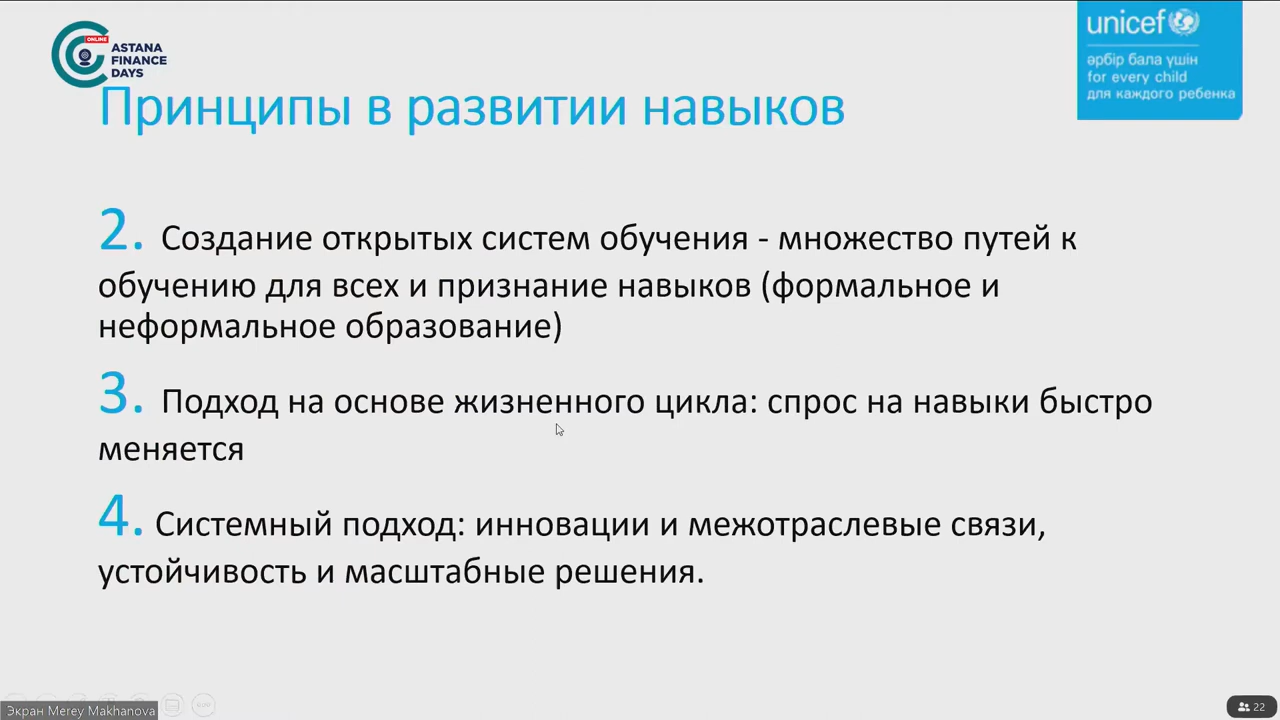 ONLINE
ASTANA
FINANCE
DAYS
unicef
әрбір бала үшін
for every child
для каждого ребенка
Принципы в развитии навыков
2. Создание открытых систем обучения - множество путей к
обучению для всех и признание навыков (формальное и
неформальное образование)
3. Подход на основе жизненного цикла: спрос на навыки быстро
меняется
4. Системный подход: инновации и межотраслевые связи,
устойчивость и масштабные решения.
Экран Merey Makhanova
22